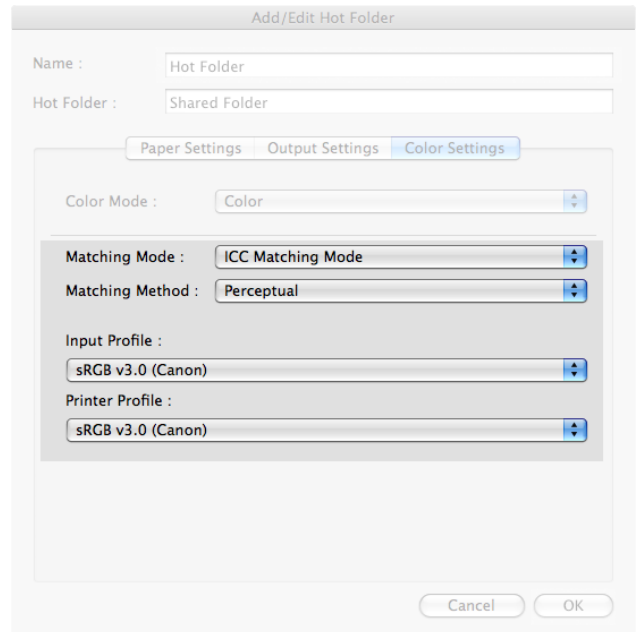 Add/Edit Hot Folder
Name : Hot Folder
Hot Folder : Shared Folder
Paper Settings Output Settings Color Settings
Color Mode : Color
Matching Mode : ICC Matching Mode
Matching Method : Perceptual
Input Profile :
sRGB v3.0 (Canon)
Printer Profile :
sRGB v3.0 (Canon)
Cancel OK